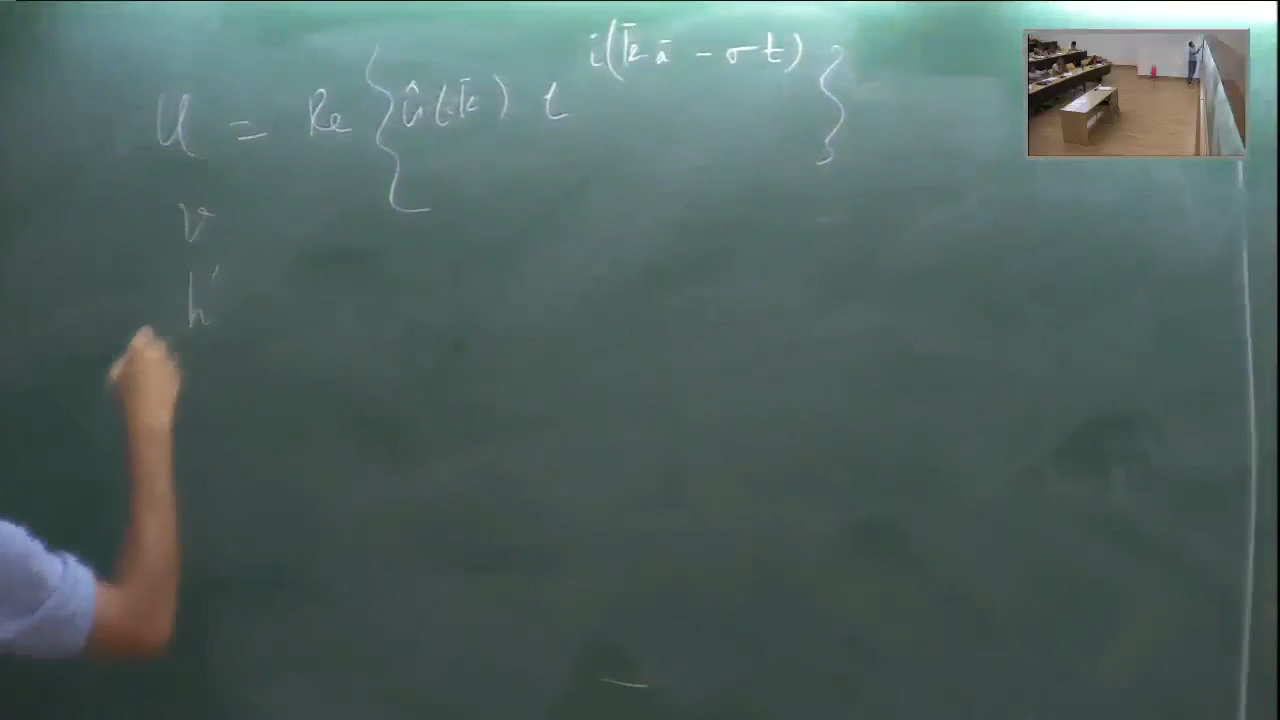 u = Re { û(k̄) e^{i(k̄ x̄ - σt)} }
v
h'